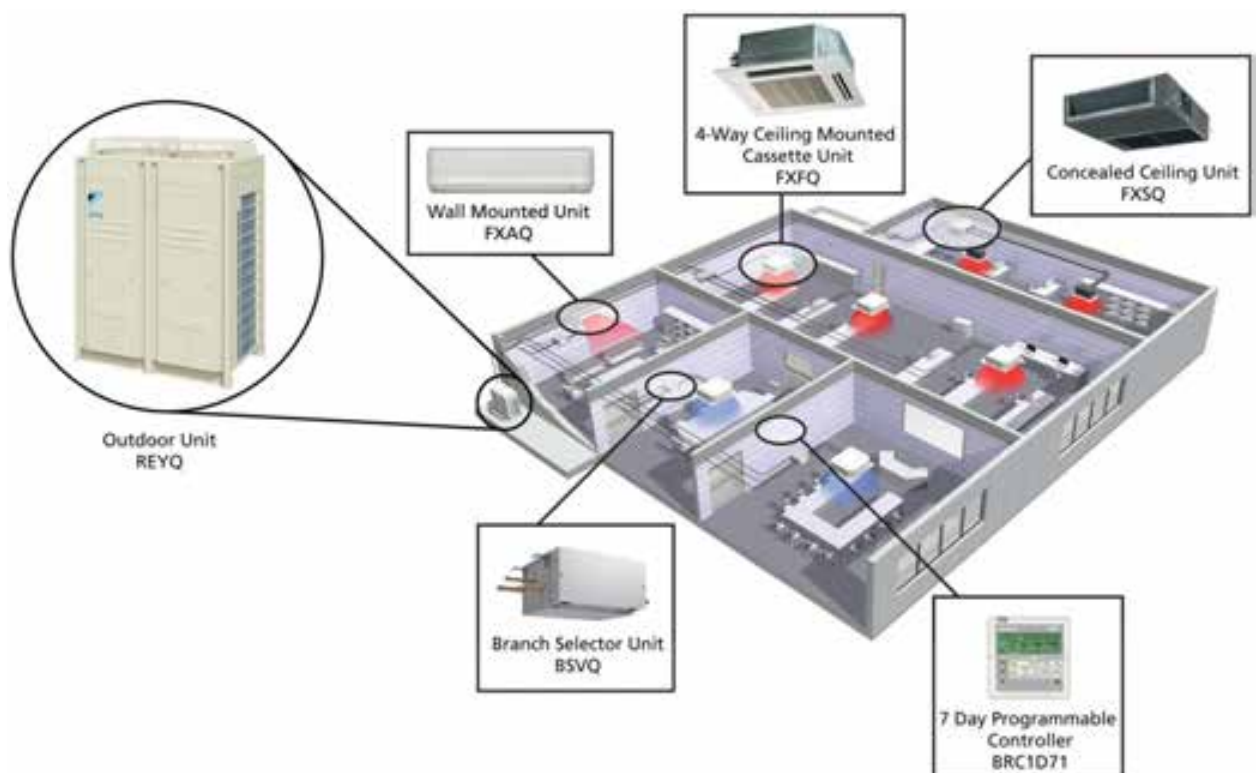 4-Way Ceiling Mounted
Cassette Unit
FXFQ
Concealed Ceiling Unit
FXSQ
Wall Mounted Unit
FXAQ
Outdoor Unit
REYQ
Branch Selector Unit
BSVQ
7 Day Programmable
Controller
BRC1D71